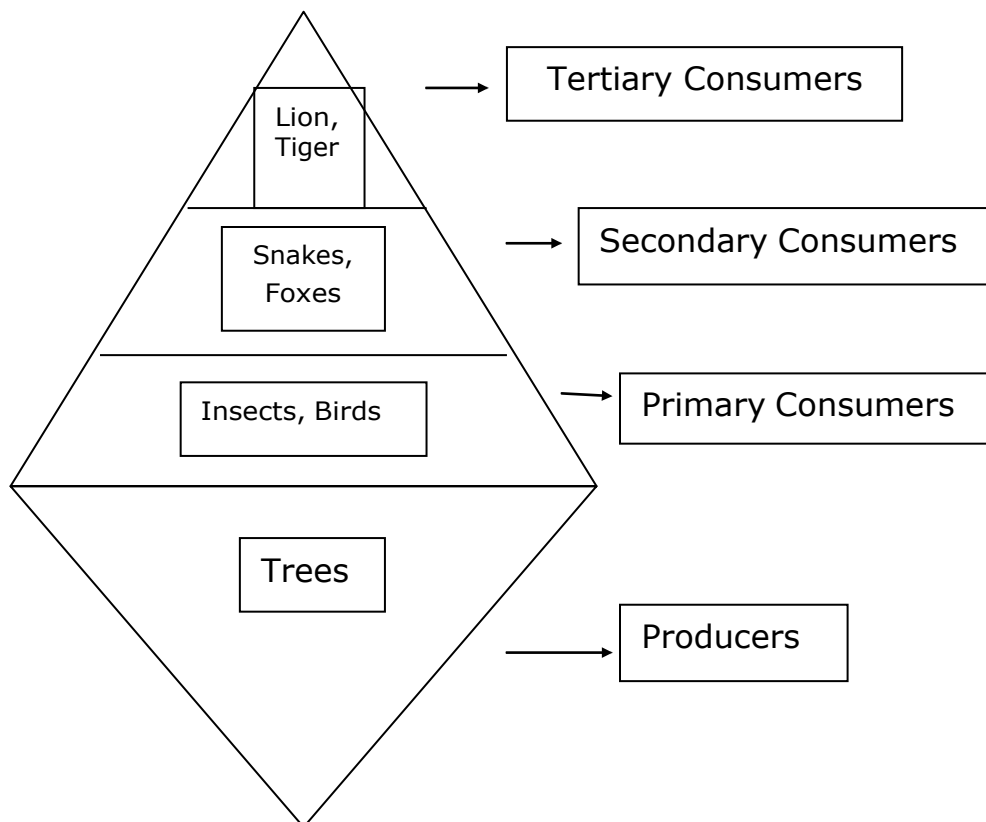 Tertiary Consumers
Lion,
Tiger
Secondary Consumers
Snakes,
Foxes
Primary Consumers
Insects, Birds
Trees
Producers